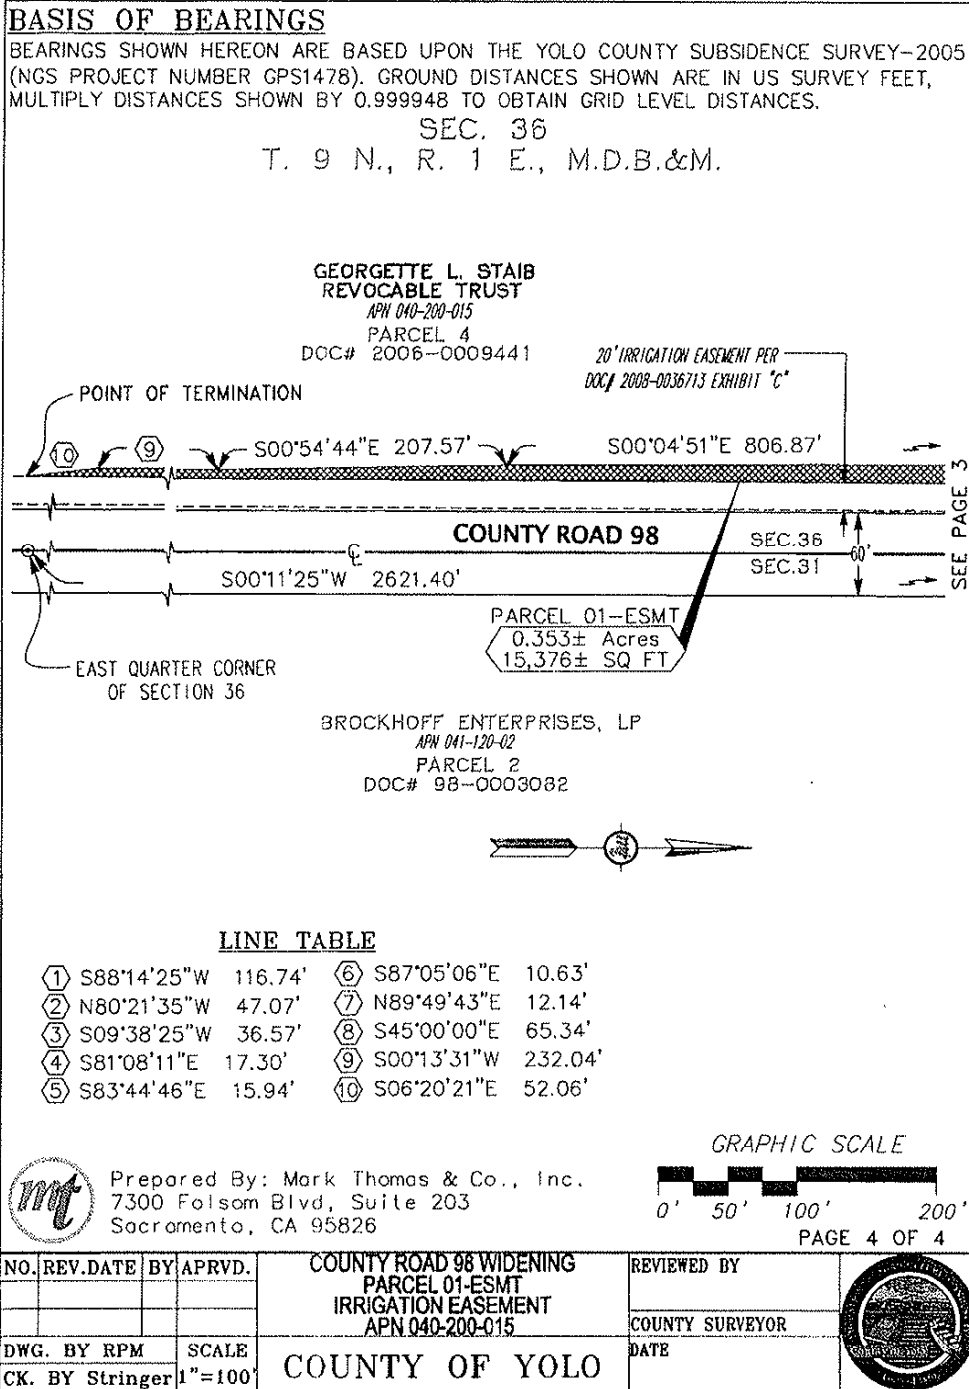 BASIS OF BEARINGS
BEARINGS SHOWN HEREON ARE BASED UPON THE YOLO COUNTY SUBSIDENCE SURVEY-2005
(NGS PROJECT NUMBER GPS1478). GROUND DISTANCES SHOWN ARE IN US SURVEY FEET,
MULTIPLY DISTANCES SHOWN BY 0.999948 TO OBTAIN GRID LEVEL DISTANCES.
SEC. 36
T. 9 N., R. 1 E., M.D.B.&M.
GEORGETTE L. STAIB
REVOCABLE TRUST
APN 040-200-015
PARCEL 4
DOC# 2006-0009441
20' IRRIGATION EASEMENT PER
DOC# 2008-0036713 EXHIBIT "C"
POINT OF TERMINATION
10
9
S00°54'44"E 207.57'
S00°04'51"E 806.87'
SEE PAGE 3
COUNTY ROAD 98
SEC.36
SEC.31
60'
CL
S00°11'25"W 2621.40'
PARCEL 01-ESMT
0.353± Acres
15,376± SQ FT
EAST QUARTER CORNER
OF SECTION 36
BROCKHOFF ENTERPRISES, LP
APN 041-120-02
PARCEL 2
DOC# 98-0003082
LINE TABLE
1 S88°14'25"W 116.74'
2 N80°21'35"W 47.07'
3 S09°38'25"W 36.57'
4 S81°08'11"E 17.30'
5 S83°44'46"E 15.94'
6 S87°05'06"E 10.63'
7 N89°49'43"E 12.14'
8 S45°00'00"E 65.34'
9 S00°13'31"W 232.04'
10 S06°20'21"E 52.06'
mt
Prepared By: Mark Thomas & Co., Inc.
7300 Folsom Blvd, Suite 203
Sacramento, CA 95826
GRAPHIC SCALE
0' 50' 100' 200'
PAGE 4 OF 4
NO. REV.DATE BY APRVD.
DWG. BY RPM SCALE
CK. BY Stringer 1"=100'
COUNTY ROAD 98 WIDENING
PARCEL 01-ESMT
IRRIGATION EASEMENT
APN 040-200-015
COUNTY OF YOLO
REVIEWED BY
COUNTY SURVEYOR
DATE